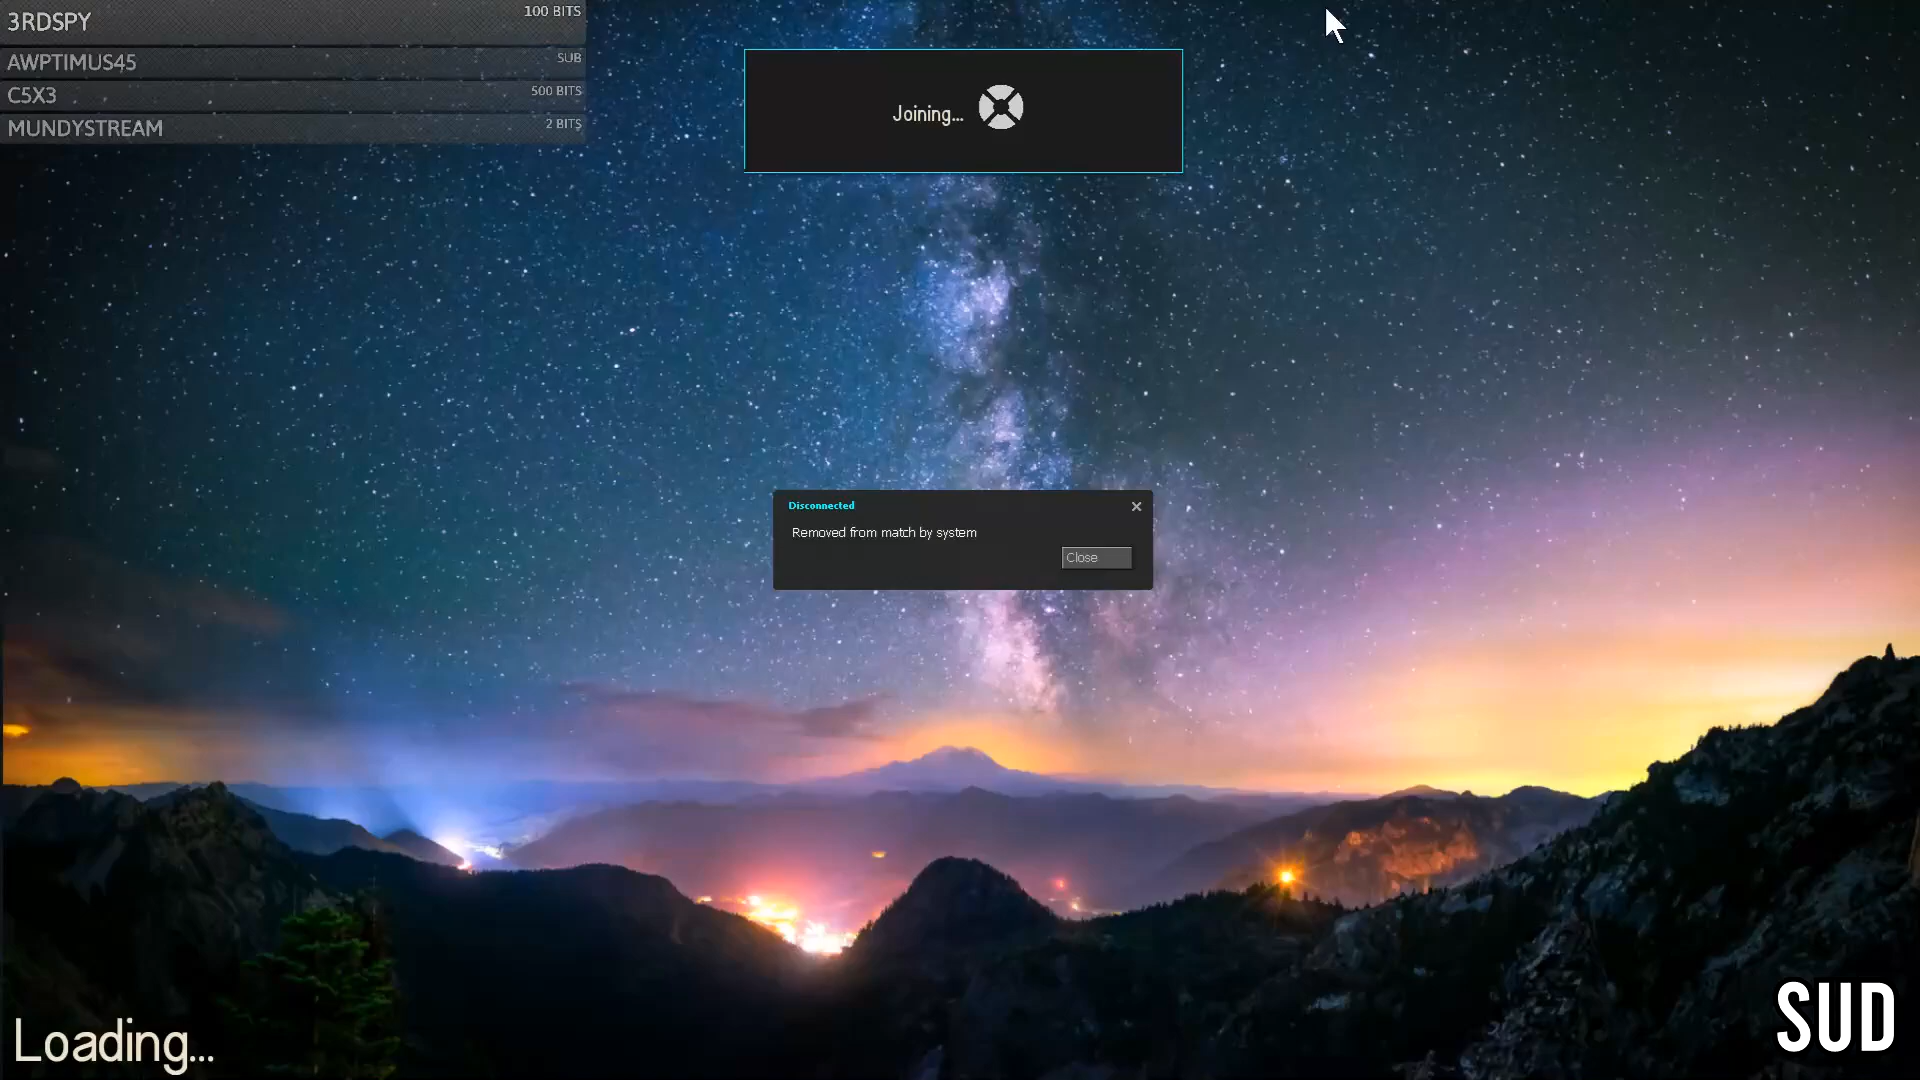 3RDSPY 100 BITS
AWPTIMUS45 SUB
C5X3 500 BITS
MUNDYSTREAM 2 BITS
Joining...
Disconnected
Removed from match by system
Close
Loading...
SUD